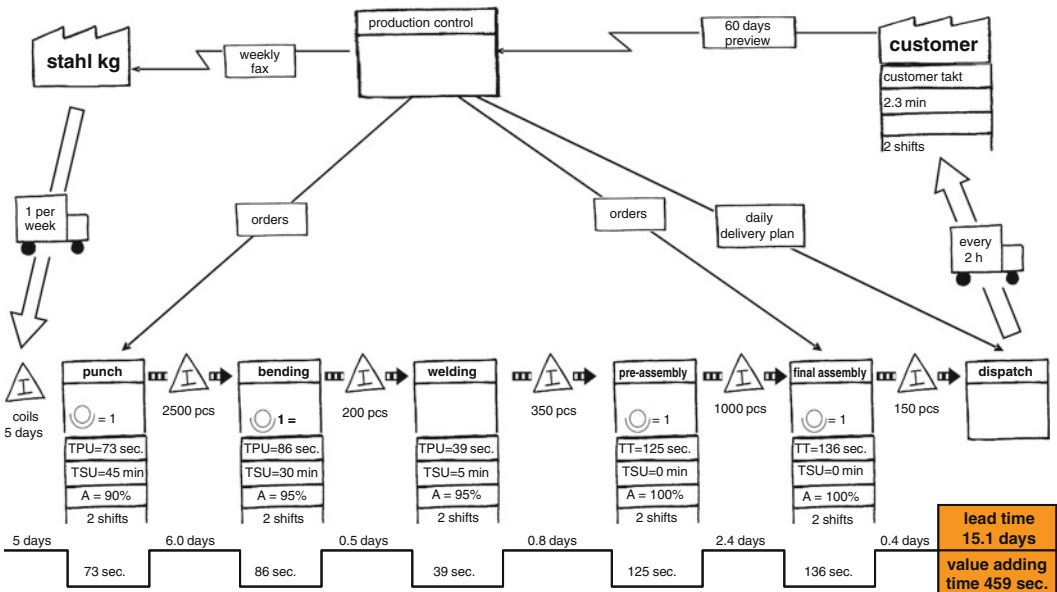 production control
60 days
preview
customer
stahl kg
weekly
fax
customer takt
2.3 min
2 shifts
1 per
week
orders
orders
daily
delivery plan
every
2 h
I
coils
5 days
punch
= 1
TPU=73 sec.
TSU=45 min
A = 90%
2 shifts
I
2500 pcs
bending
1 =
TPU=86 sec.
TSU=30 min
A = 95%
2 shifts
I
200 pcs
welding
TPU=39 sec.
TSU=5 min
A = 95%
2 shifts
I
350 pcs
pre-assembly
= 1
TT=125 sec.
TSU=0 min
A = 100%
2 shifts
I
1000 pcs
final assembly
= 1
TT=136 sec.
TSU=0 min
A = 100%
2 shifts
I
150 pcs
dispatch
5 days
6.0 days
0.5 days
0.8 days
2.4 days
0.4 days
73 sec.
86 sec.
39 sec.
125 sec.
136 sec.
lead time
15.1 days
value adding
time 459 sec.